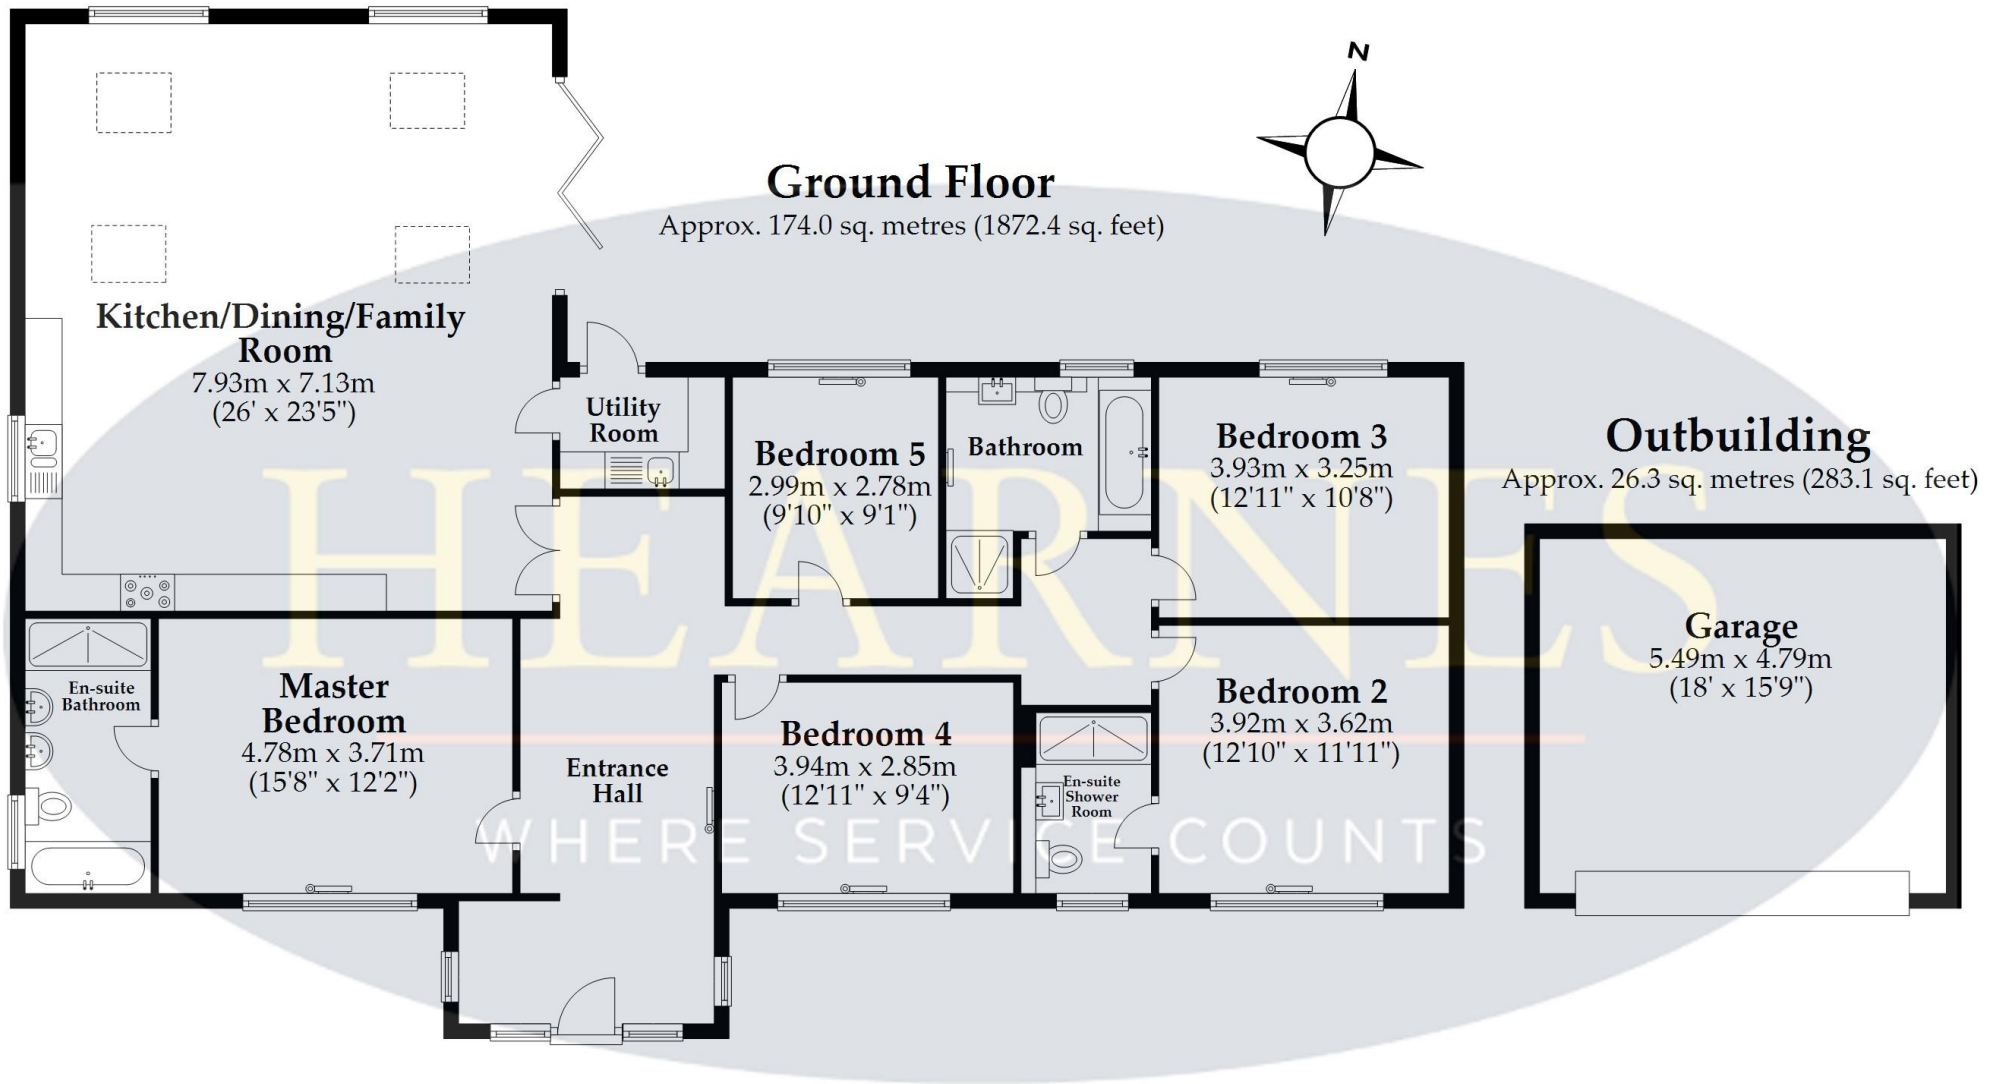 N
Ground Floor
Approx. 174.0 sq. metres (1872.4 sq. feet)
Kitchen/Dining/Family
Room
7.93m x 7.13m
(26' x 23'5")
Utility
Room
Bedroom 5
2.99m x 2.78m
(9'10" x 9'1")
Bathroom
Bedroom 3
3.93m x 3.25m
(12'11" x 10'8")
Outbuilding
Approx. 26.3 sq. metres (283.1 sq. feet)
Garage
5.49m x 4.79m
(18' x 15'9")
HEARNES
En-suite
Bathroom
Master
Bedroom
4.78m x 3.71m
(15'8" x 12'2")
Entrance
Hall
Bedroom 4
3.94m x 2.85m
(12'11" x 9'4")
En-suite
Shower
Room
Bedroom 2
3.92m x 3.62m
(12'10" x 11'11")
WHERE SERVICE COUNTS